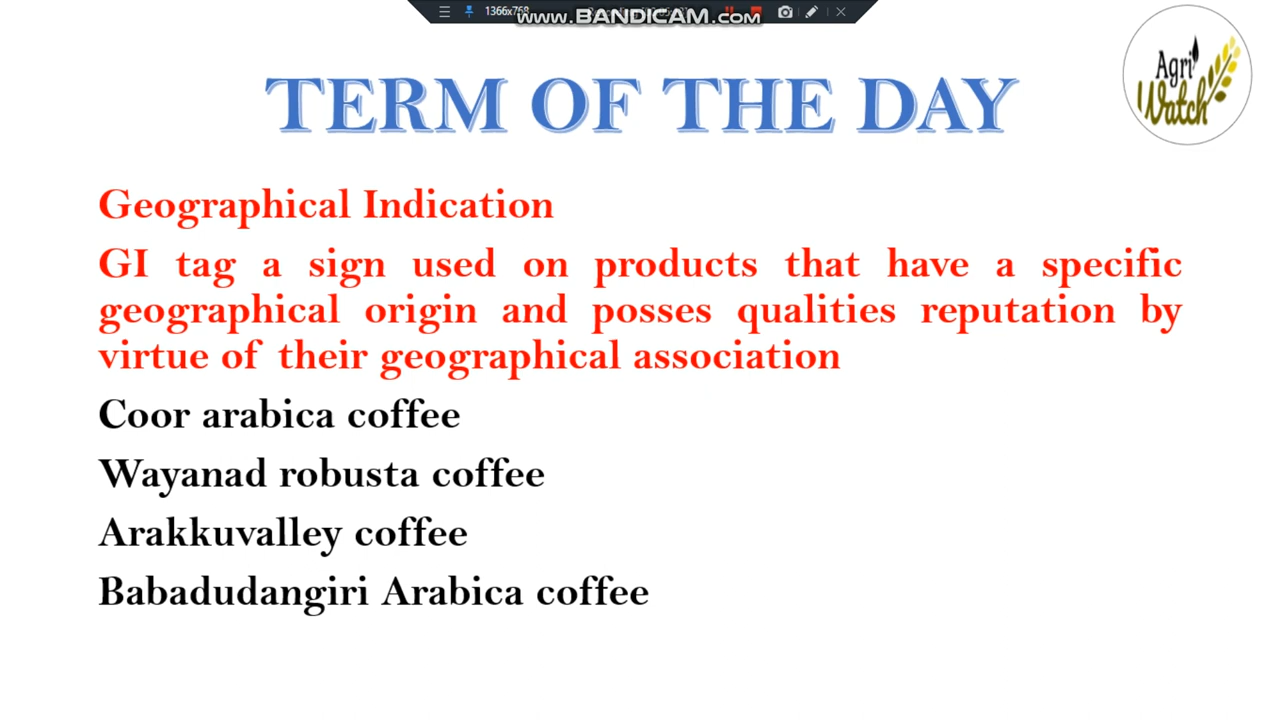 1366x768
www.BANDICAM.com
TERM OF THE DAY
Agri
Watch
Geographical Indication
GI tag a sign used on products that have a specific
geographical origin and posses qualities reputation by
virtue of their geographical association
Coor arabica coffee
Wayanad robusta coffee
Arakkuvalley coffee
Babadudangiri Arabica coffee